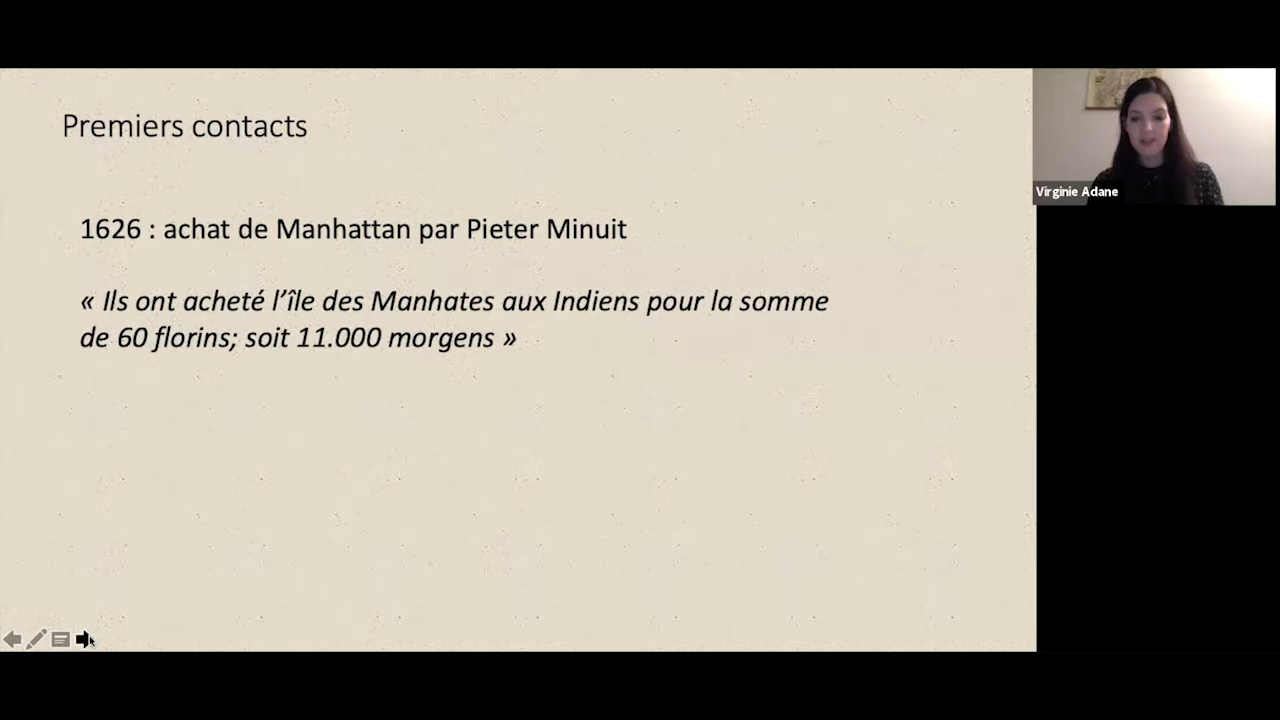 Premiers contacts
1626 : achat de Manhattan par Pieter Minuit
« Ils ont acheté l’île des Manhates aux Indiens pour la somme
de 60 florins; soit 11.000 morgens »
Virginie Adane